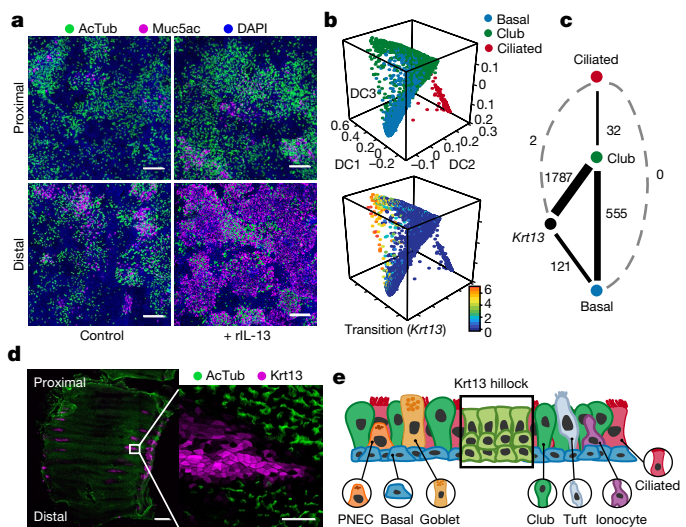 a
AcTub Muc5ac DAPI
Proximal
Distal
Control + rIL-13
b
Basal
Club
Ciliated
DC3
0.1
0
0.1
0.2
0.3
0.6
0.4
0.2
0
−0.2
DC1
−0.1
0
0.1
0.2
DC2
6
4
2
0
Transition (Krt13)
c
Ciliated
2
32
Club
0
1787
555
Krt13
121
Basal
d
AcTub Krt13
Proximal
Distal
e
Krt13 hillock
Ciliated
PNEC Basal Goblet Club Tuft Ionocyte